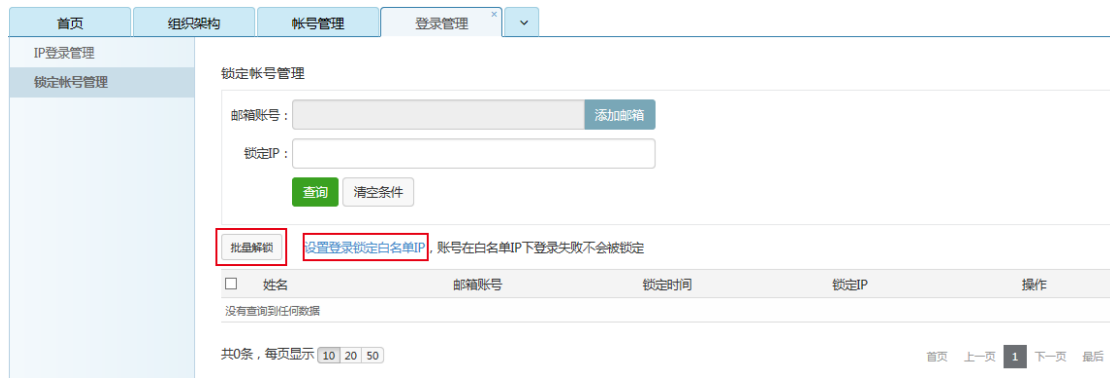 首页 组织架构 帐号管理 登录管理 ×
IP登录管理
锁定帐号管理
锁定帐号管理
邮箱账号： 添加邮箱
锁定IP：
查询 清空条件
批量解锁 设置登录锁定白名单IP，账号在白名单IP下登录失败不会被锁定
姓名 邮箱账号 锁定时间 锁定IP 操作
没有查询到任何数据
共0条，每页显示 10 20 50
首页 上一页 1 下一页 最后